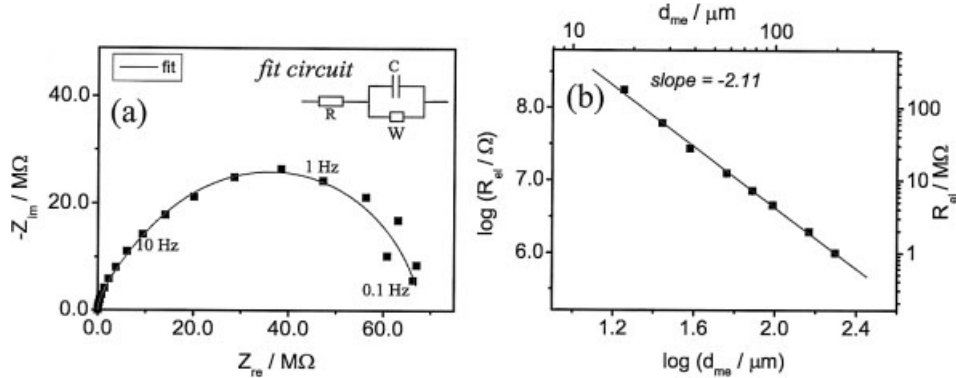 fit
fit circuit
C
R
W
(a)
40.0
20.0
0.0
-Z_im / MΩ
10 Hz
1 Hz
0.1 Hz
0.0 20.0 40.0 60.0
Z_re / MΩ
d_me / μm
10 100
slope = -2.11
(b)
8.0
7.0
6.0
log (R_el / Ω)
100
10
1
R_el / MΩ
1.2 1.6 2.0 2.4
log (d_me / μm)